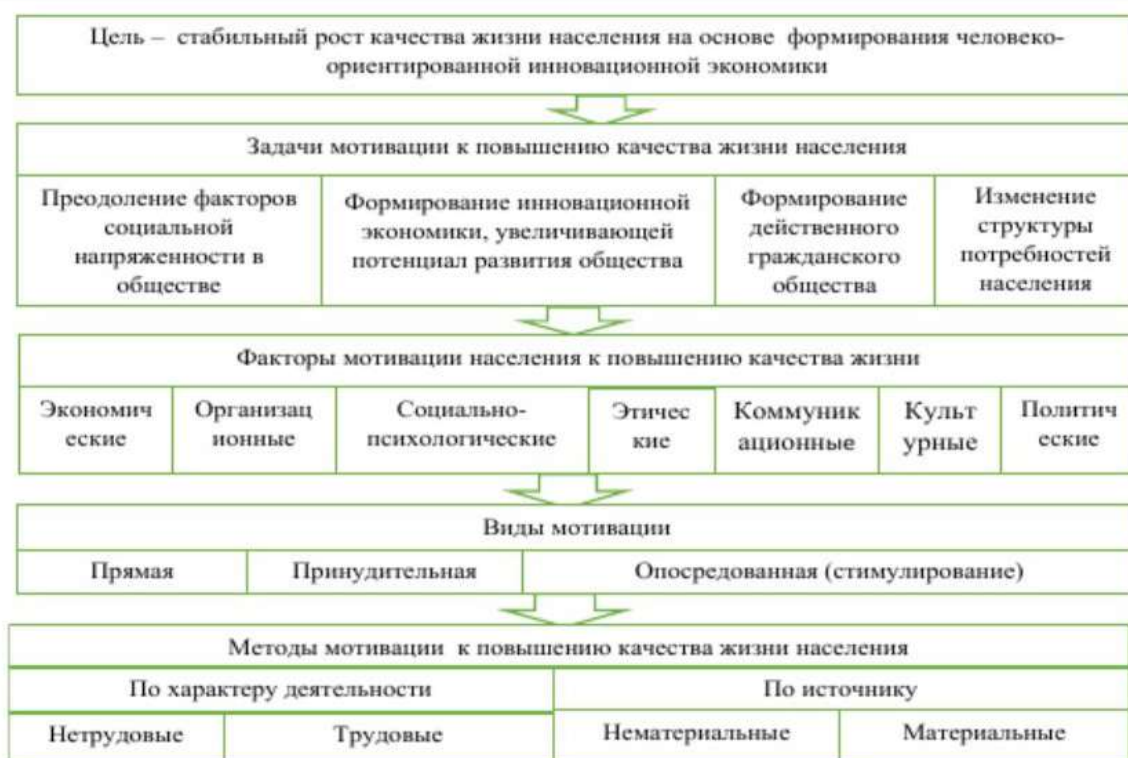 Цель – стабильный рост качества жизни населения на основе формирования человеко-
ориентированной инновационной экономики
Задачи мотивации к повышению качества жизни населения
Преодоление факторов
социальной
напряженности в
обществе
Формирование инновационной
экономики, увеличивающей
потенциал развития общества
Формирование
действенного
гражданского
общества
Изменение
структуры
потребностей
населения
Факторы мотивации населения к повышению качества жизни
Экономич
еские
Организац
ионные
Социально-
психологические
Этичес
кие
Коммуник
ационные
Культ
урные
Политич
еские
Виды мотивации
Прямая
Принудительная
Опосредованная (стимулирование)
Методы мотивации к повышению качества жизни населения
По характеру деятельности
По источнику
Нетрудовые
Трудовые
Нематериальные
Материальные